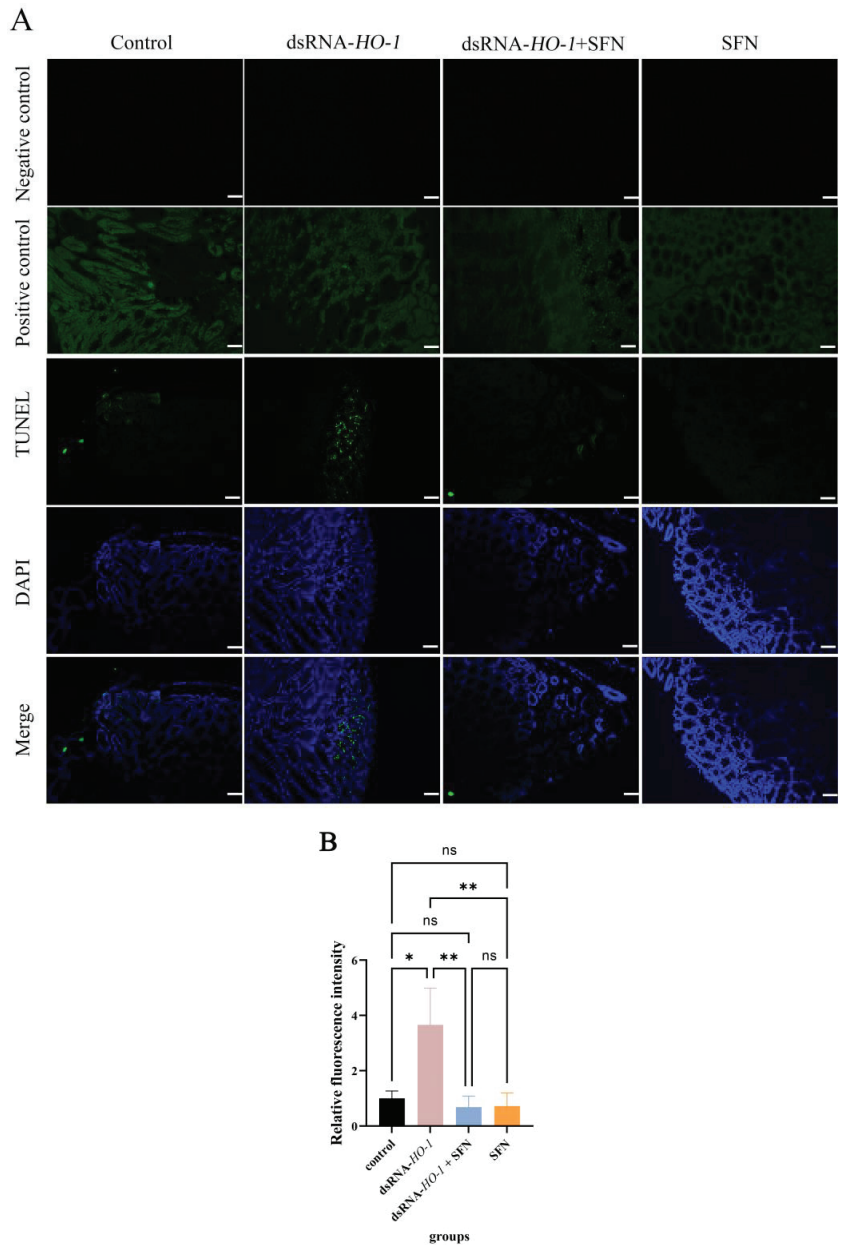 A
Control dsRNA-HO-1 dsRNA-HO-1+SFN SFN
Negative control
Positive control
TUNEL
DAPI
Merge
B
ns
**
ns
* ** ns
Relative fluorescence intensity
6
4
2
0
control
dsRNA-HO-1
dsRNA-HO-1 + SFN
SFN
groups